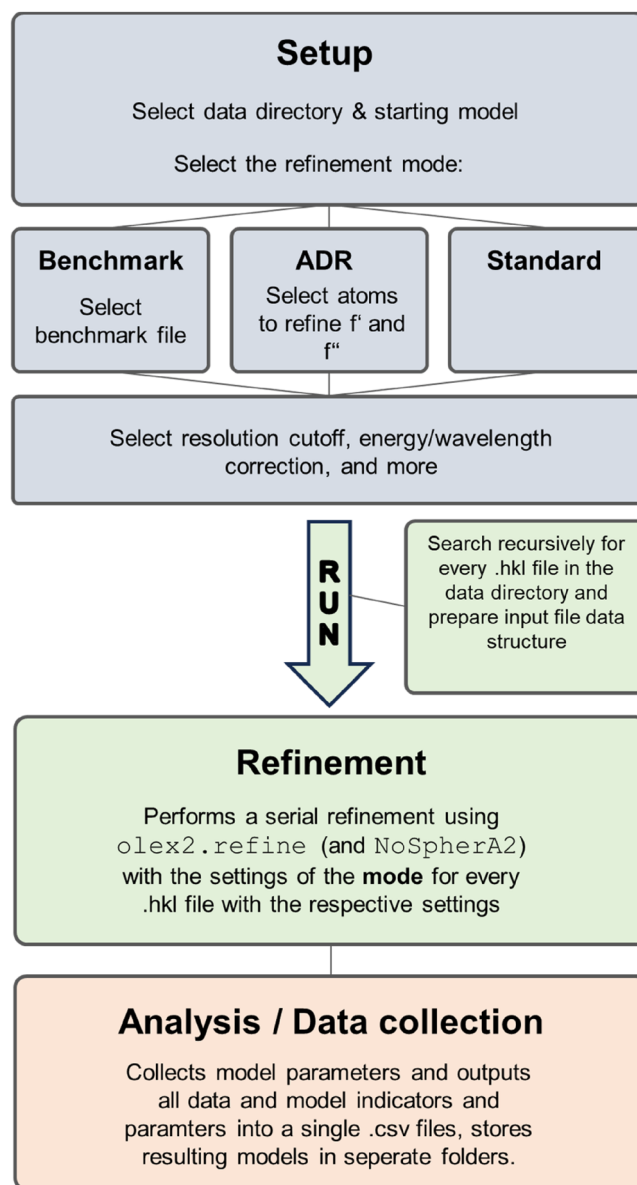 Setup
Select data directory & starting model
Select the refinement mode:
Benchmark
Select
benchmark file
ADR
Select atoms
to refine f‘ and
f“
Standard
Select resolution cutoff, energy/wavelength
correction, and more
RUN
Search recursively for
every .hkl file in the
data directory and
prepare input file data
structure
Refinement
Performs a serial refinement using
olex2.refine (and NoSpherA2)
with the settings of the mode for every
.hkl file with the respective settings
Analysis / Data collection
Collects model parameters and outputs
all data and model indicators and
paramters into a single .csv files, stores
resulting models in seperate folders.